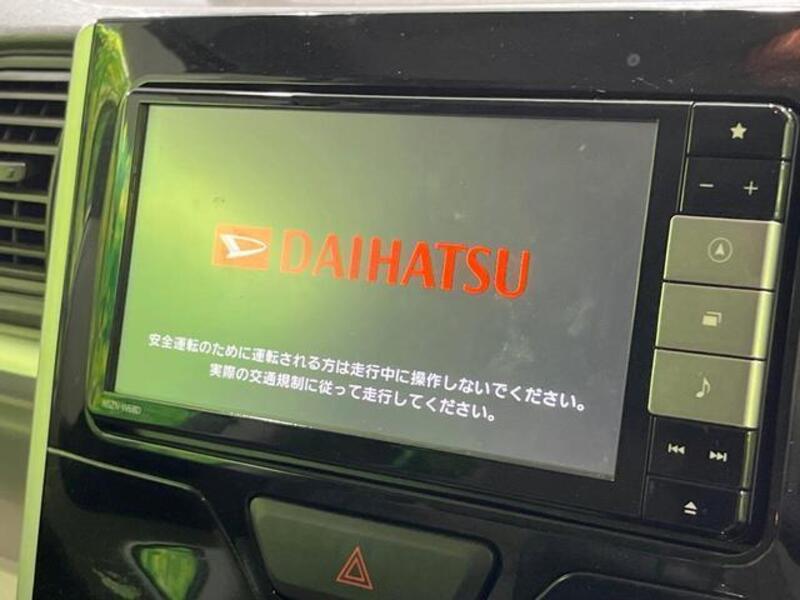 DAIHATSU
安全運転のために運転される方は走行中に操作しないでください。
実際の交通規制に従って走行してください。
NSZN-W68D